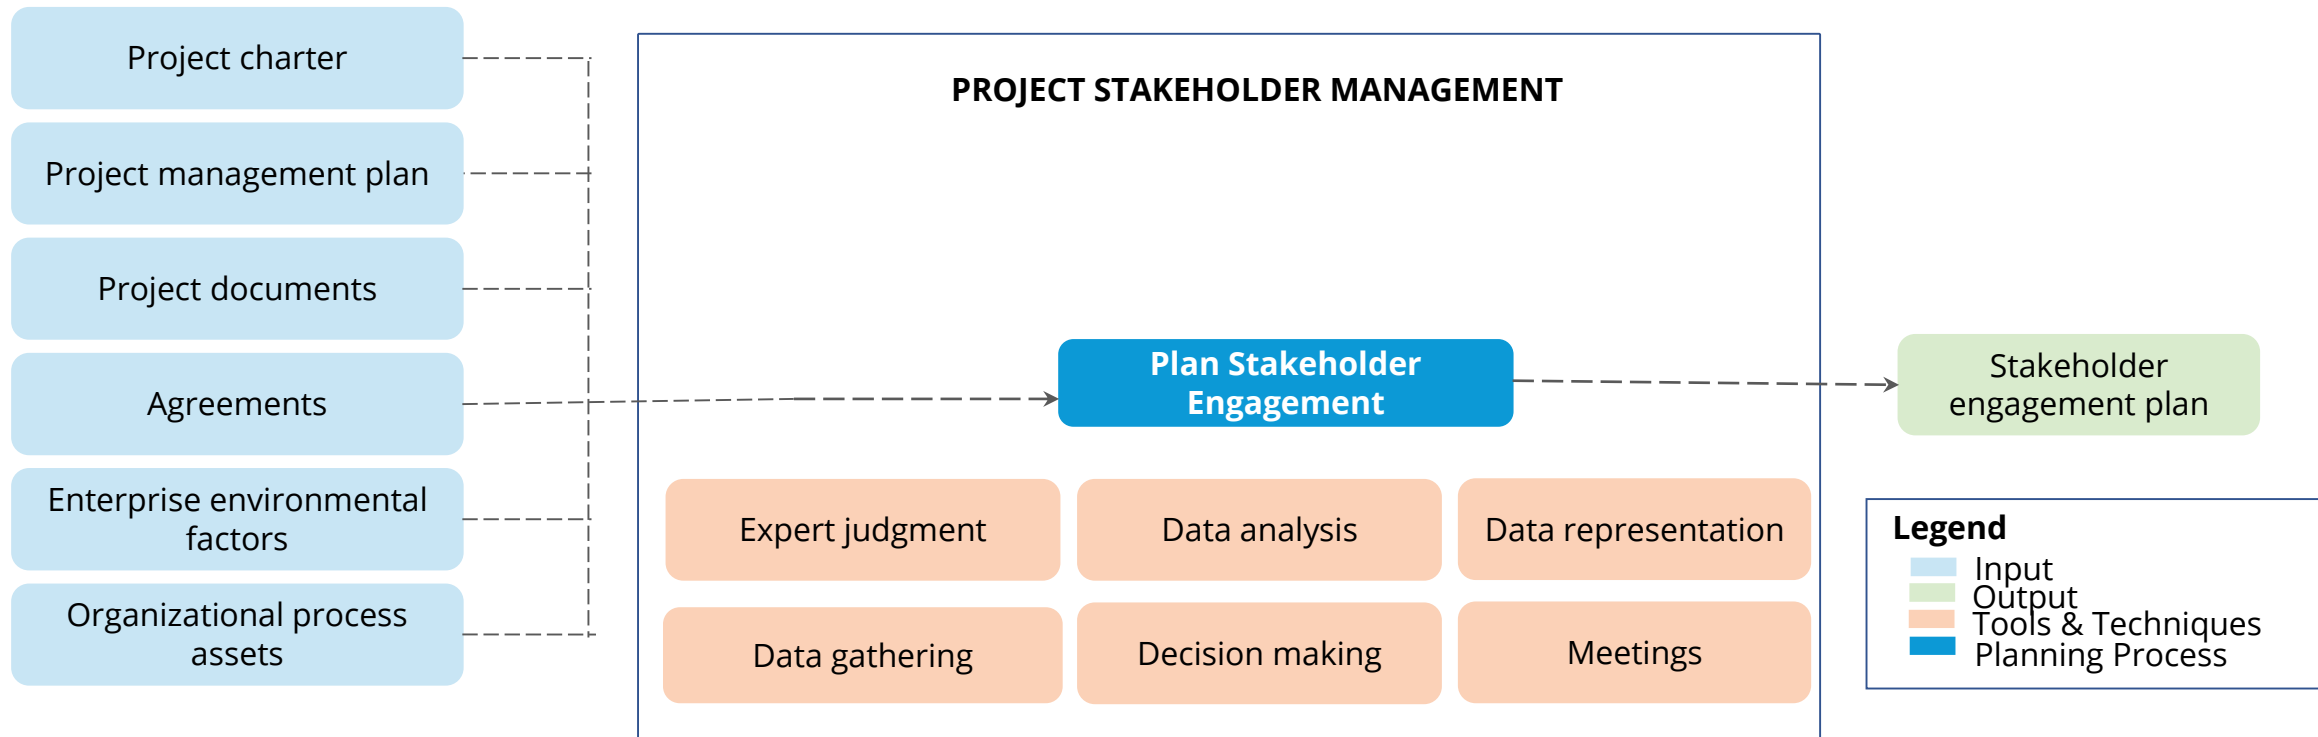 Project charter
Project management plan
Project documents
Agreements
Enterprise environmental
factors
Organizational process
assets
PROJECT STAKEHOLDER MANAGEMENT
Plan Stakeholder
Engagement
Expert judgment
Data analysis
Data representation
Data gathering
Decision making
Meetings
Stakeholder
engagement plan
Legend
Input
Output
Tools & Techniques
Planning Process